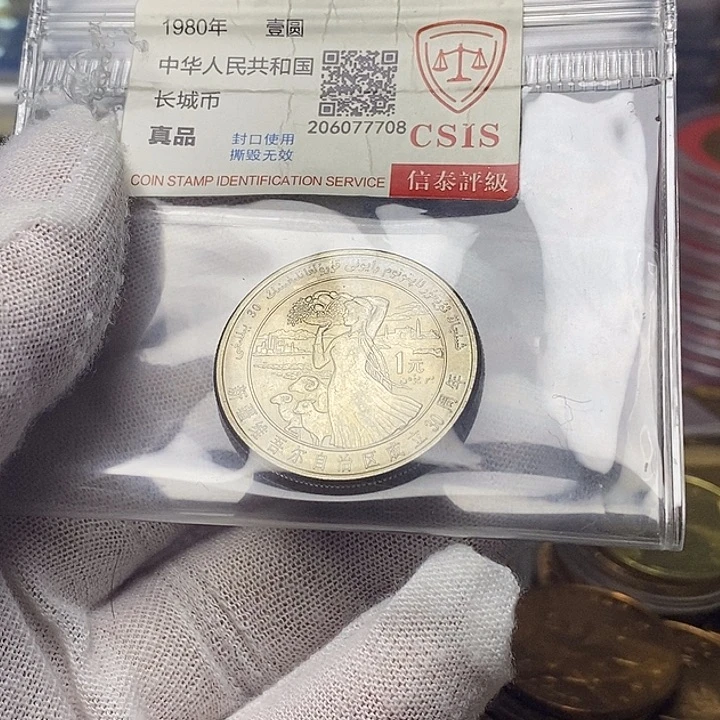 1980年 壹圆
中华人民共和国
长城币
真品
封口使用
撕毁无效
206077708
CSIS
COIN STAMP IDENTIFICATION SERVICE
信泰評級
1元
新疆维吾尔自治区成立30周年